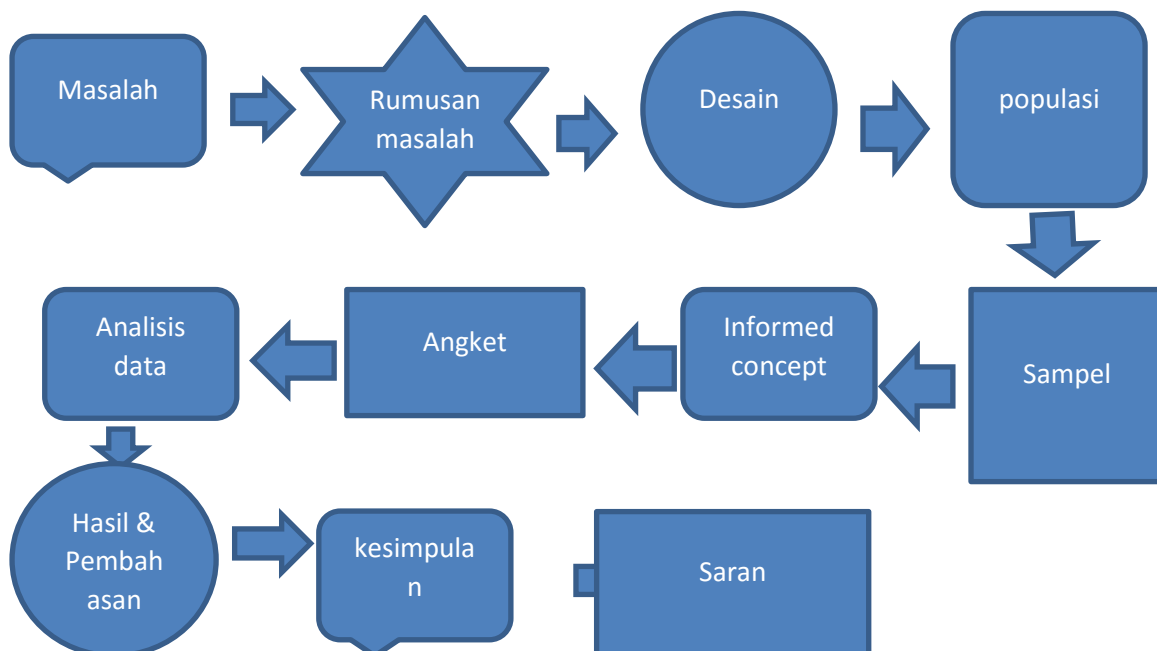 Masalah
Rumusan
masalah
Desain
populasi
Sampel
Informed
concept
Angket
Analisis
data
Hasil &
Pembah
asan
kesimpula
n
Saran